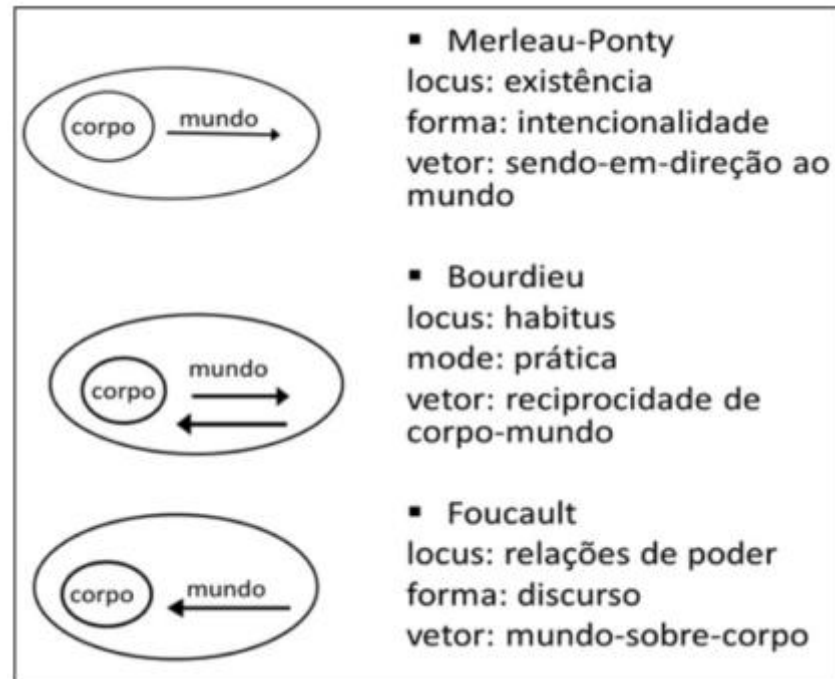 ▪ Merleau-Ponty
locus: existência
forma: intencionalidade
vetor: sendo-em-direção ao
mundo
corpo
mundo
▪ Bourdieu
locus: habitus
mode: prática
vetor: reciprocidade de
corpo-mundo
corpo
mundo
▪ Foucault
locus: relações de poder
forma: discurso
vetor: mundo-sobre-corpo
corpo
mundo